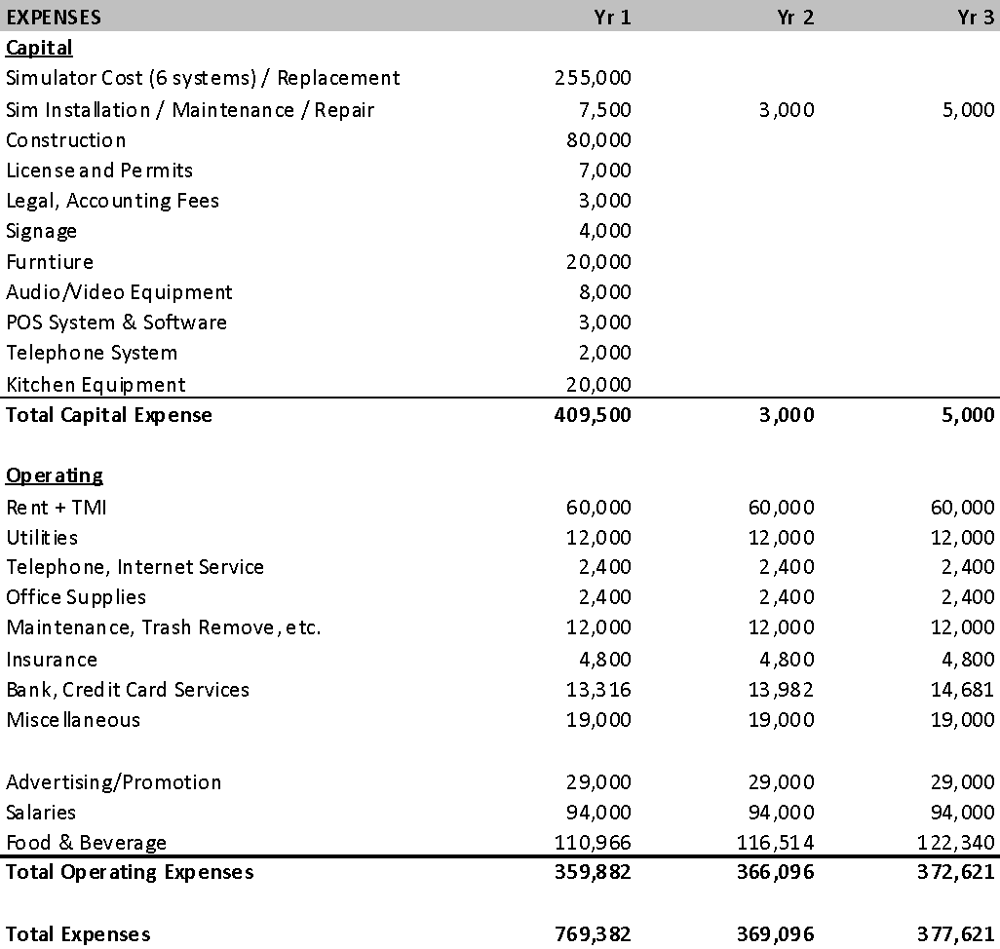 EXPENSES Yr 1 Yr 2 Yr 3
Capital
Simulator Cost (6 systems) / Replacement 255,000
Sim Installation / Maintenance / Repair 7,500 3,000 5,000
Construction 80,000
License and Permits 7,000
Legal, Accounting Fees 3,000
Signage 4,000
Furntiure 20,000
Audio/Video Equipment 8,000
POS System & Software 3,000
Telephone System 2,000
Kitchen Equipment 20,000
Total Capital Expense 409,500 3,000 5,000
Operating
Rent + TMI 60,000 60,000 60,000
Utilities 12,000 12,000 12,000
Telephone, Internet Service 2,400 2,400 2,400
Office Supplies 2,400 2,400 2,400
Maintenance, Trash Remove, etc. 12,000 12,000 12,000
Insurance 4,800 4,800 4,800
Bank, Credit Card Services 13,316 13,982 14,681
Miscellaneous 19,000 19,000 19,000
Advertising/Promotion 29,000 29,000 29,000
Salaries 94,000 94,000 94,000
Food & Beverage 110,966 116,514 122,340
Total Operating Expenses 359,882 366,096 372,621
Total Expenses 769,382 369,096 377,621